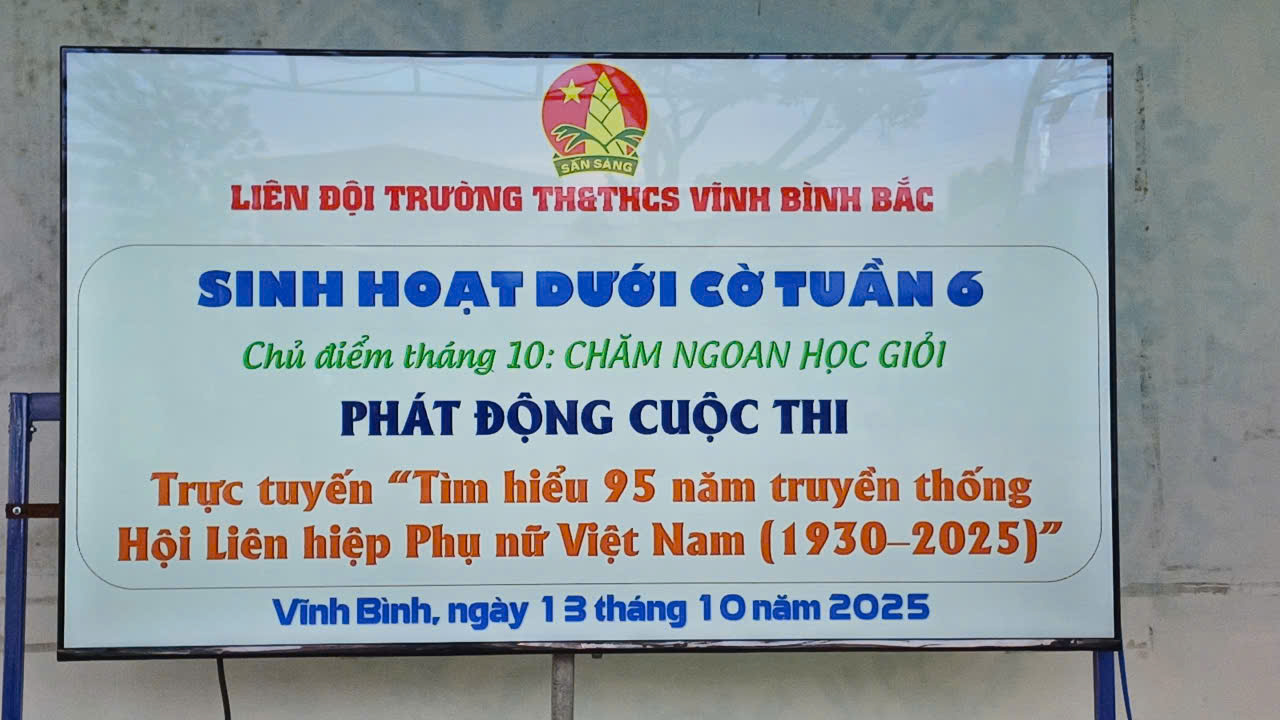 SẴN SÀNG
LIÊN ĐỘI TRƯỜNG TH&THCS VĨNH BÌNH BẮC
SINH HOẠT DƯỚI CỜ TUẦN 6
Chủ điểm tháng 10: CHĂM NGOAN HỌC GIỎI
PHÁT ĐỘNG CUỘC THI
Trực tuyến “Tìm hiểu 95 năm truyền thống
Hội Liên hiệp Phụ nữ Việt Nam (1930–2025)”
Vĩnh Bình, ngày 13 tháng 10 năm 2025